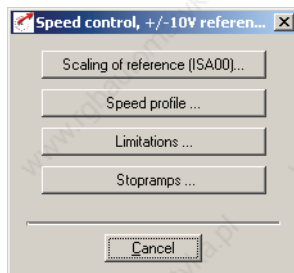 Speed control, +/-10V referen...
Scaling of reference (ISA00)...
Speed profile ...
Limitations ...
Stopramps ...
Cancel